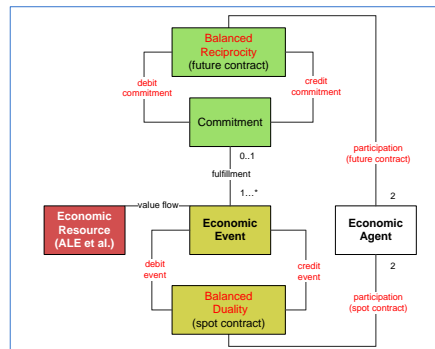 Balanced
Reciprocity
(future contract)
debit
commitment
credit
commitment
Commitment
0..1
participation
(future contract)
fulfillment
1...*
2
value flow
Economic
Resource
(ALE et al.)
Economic
Event
Economic
Agent
2
debit
event
credit
event
Balanced
Duality
(spot contract)
participation
(spot contract)